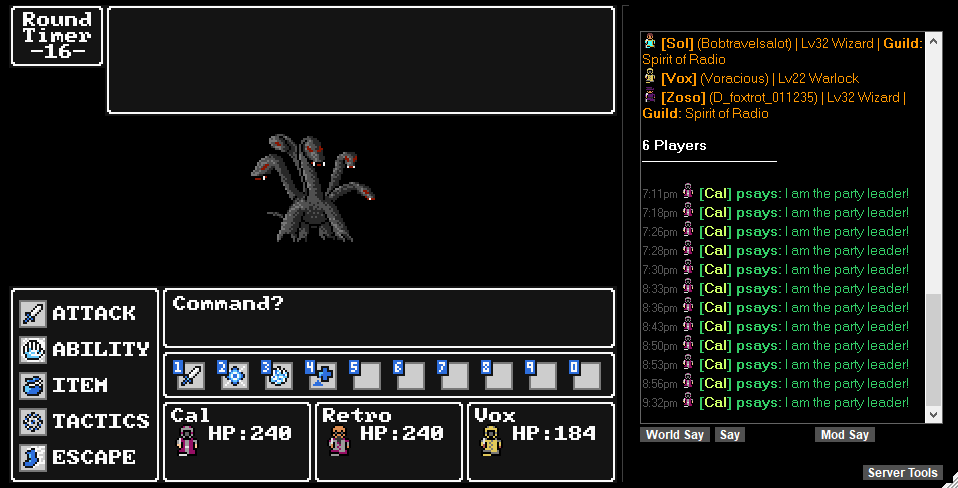 Round
Timer
-16-
Command?
ATTACK
ABILITY
ITEM
TACTICS
ESCAPE
1 2 3 4 5 6 7 8 9 0
Cal
HP:240
Retro
HP:240
Vox
HP:184
[Sol] (Bobtravelsalot) | Lv32 Wizard | Guild:
Spirit of Radio
[Vox] (Voracious) | Lv22 Warlock
[Zoso] (D_foxtrot_011235) | Lv32 Wizard |
Guild: Spirit of Radio
6 Players
7:11pm [Cal] psays: I am the party leader!
7:18pm [Cal] psays: I am the party leader!
7:26pm [Cal] psays: I am the party leader!
7:28pm [Cal] psays: I am the party leader!
7:30pm [Cal] psays: I am the party leader!
8:33pm [Cal] psays: I am the party leader!
8:36pm [Cal] psays: I am the party leader!
8:43pm [Cal] psays: I am the party leader!
8:50pm [Cal] psays: I am the party leader!
8:53pm [Cal] psays: I am the party leader!
8:56pm [Cal] psays: I am the party leader!
9:32pm [Cal] psays: I am the party leader!
World Say Say Mod Say
Server Tools